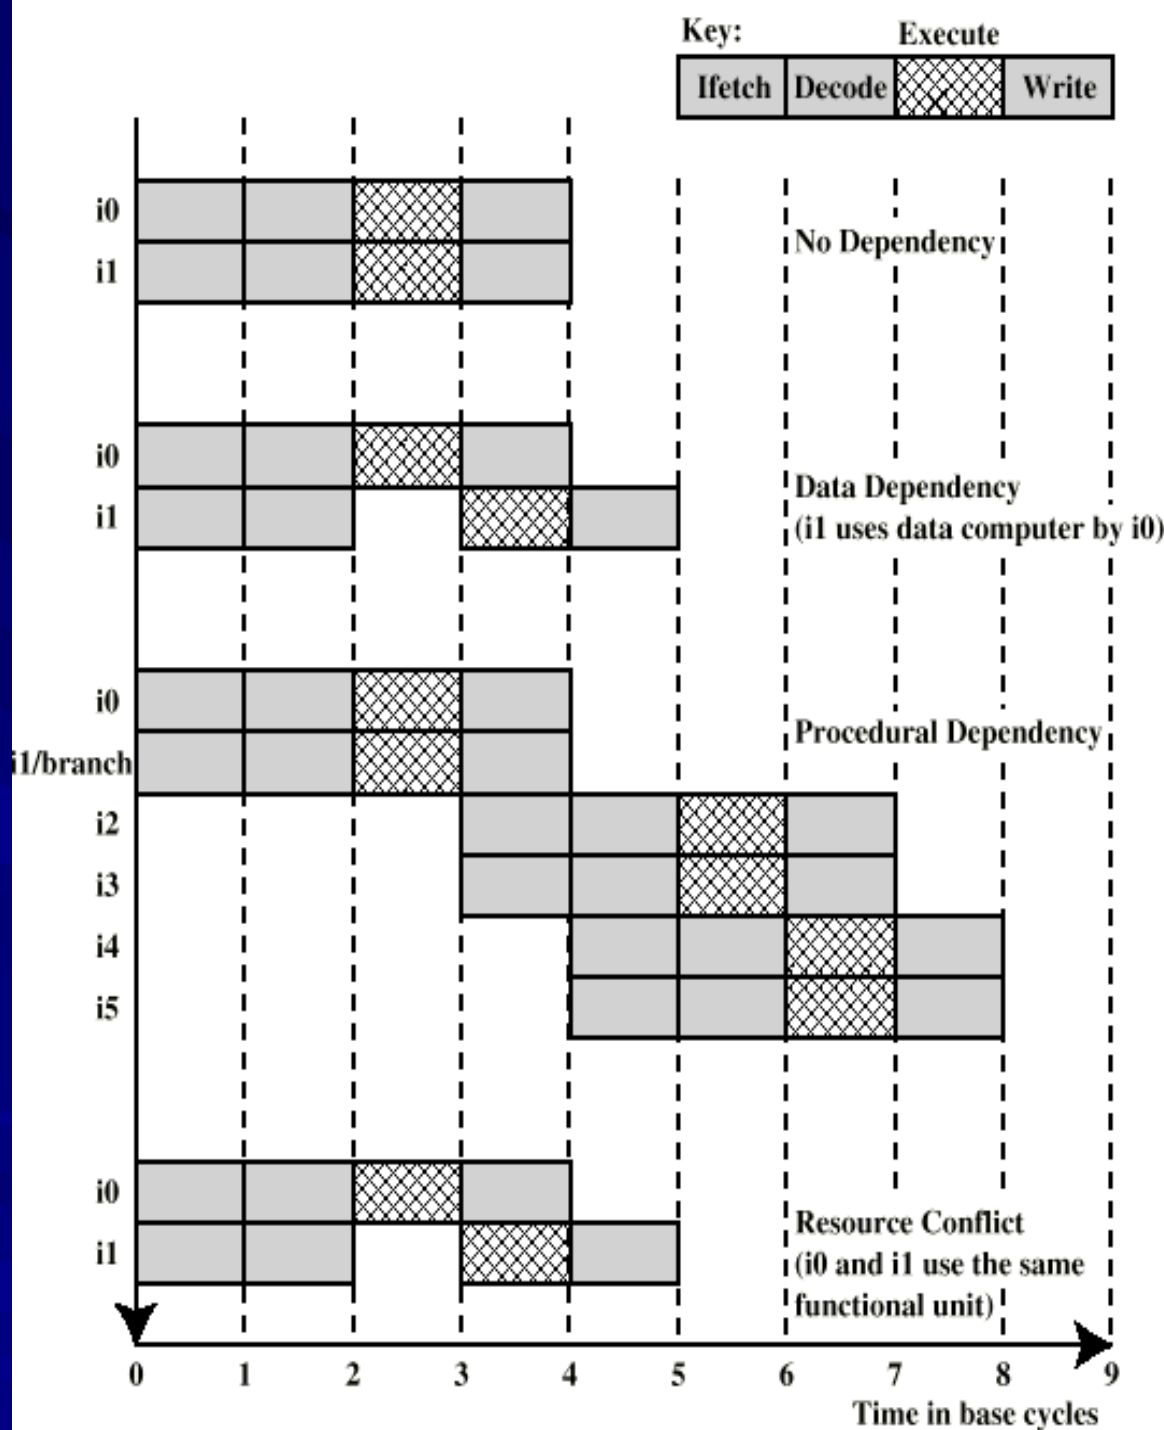 Key:
Execute
Ifetch
Decode
Write
i0
i1
No Dependency
i0
i1
Data Dependency
(i1 uses data computer by i0)
i0
i1/branch
i2
i3
i4
i5
Procedural Dependency
i0
i1
Resource Conflict
(i0 and i1 use the same
functional unit)
0 1 2 3 4 5 6 7 8 9
Time in base cycles